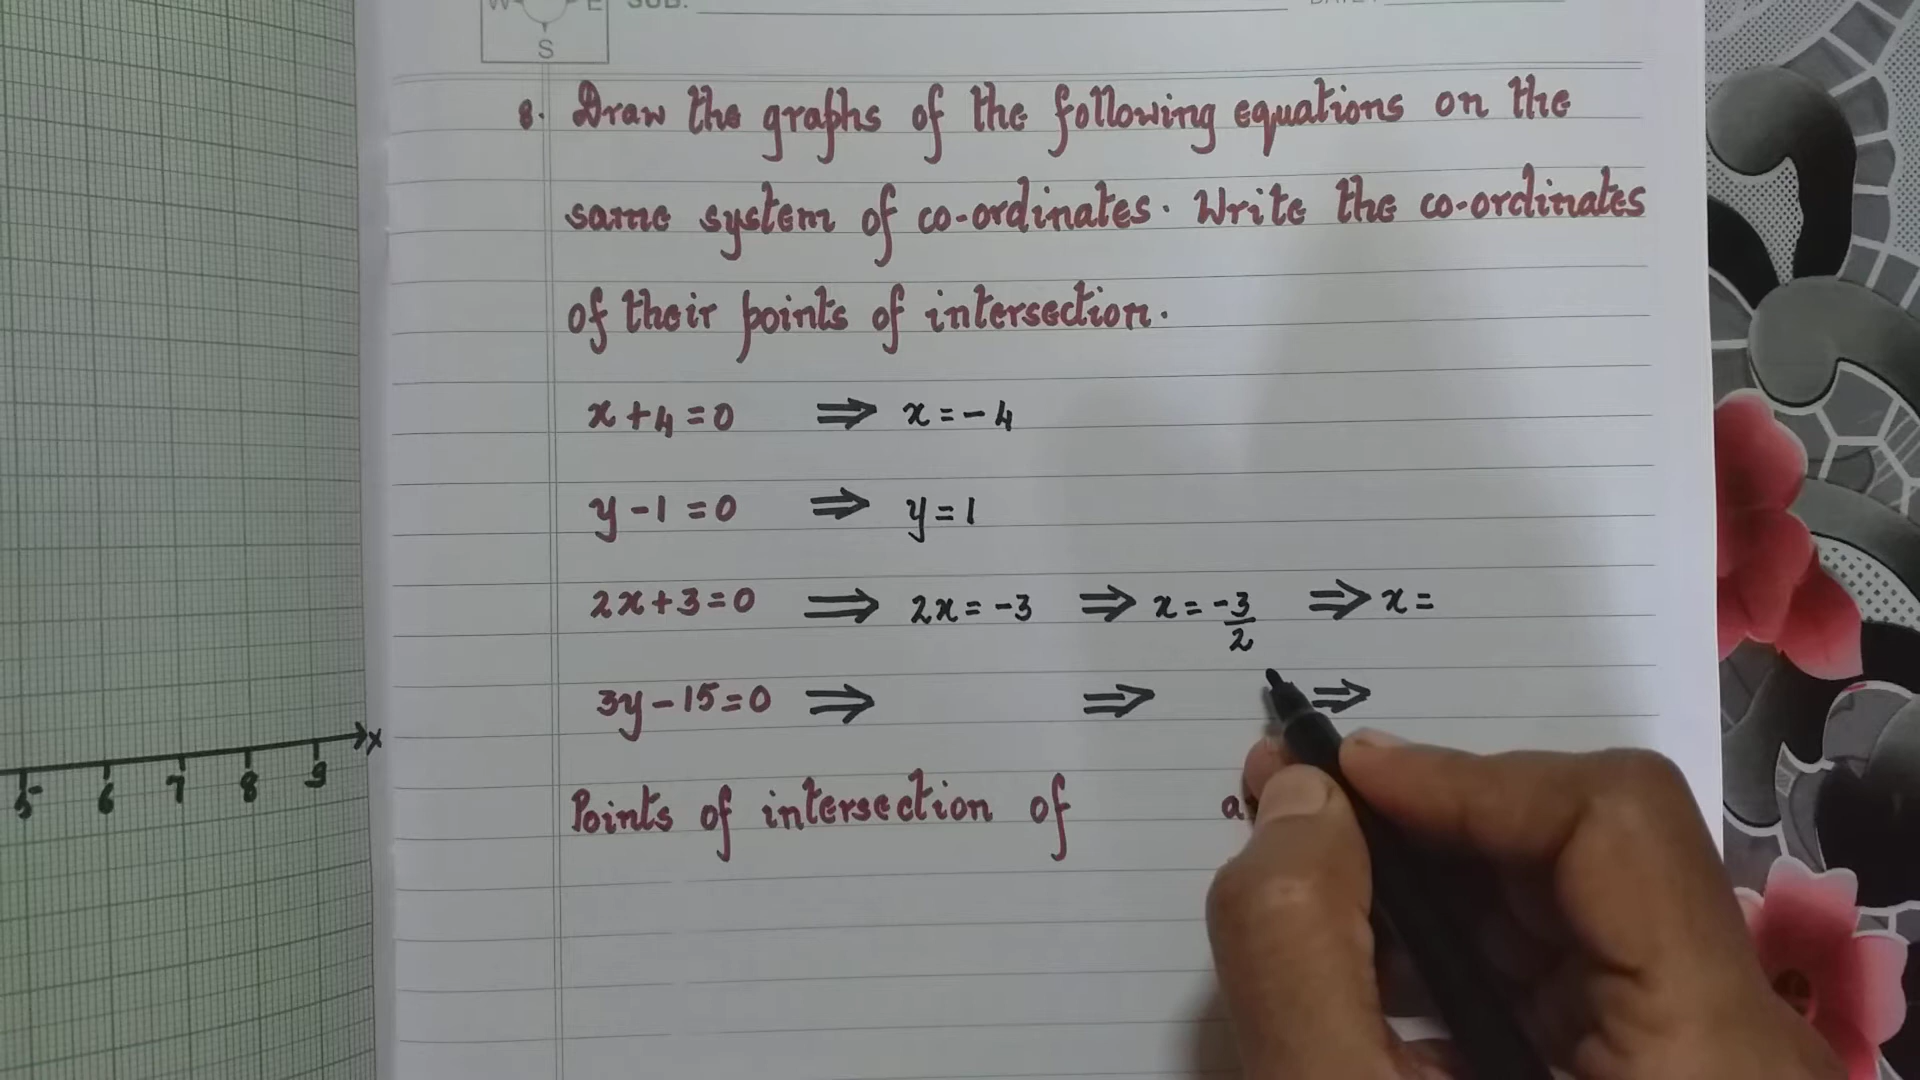 S
8. Draw the graphs of the following equations on the
same system of co-ordinates. Write the co-ordinates
of their points of intersection.
x + 4 = 0 ⇒ x = - 4
y - 1 = 0 ⇒ y = 1
2x + 3 = 0 ⇒ 2x = -3 ⇒ x = -3/2 ⇒ x =
3y - 15 = 0 ⇒ ⇒ ⇒
Points of intersection of
5 6 7 8 9 x